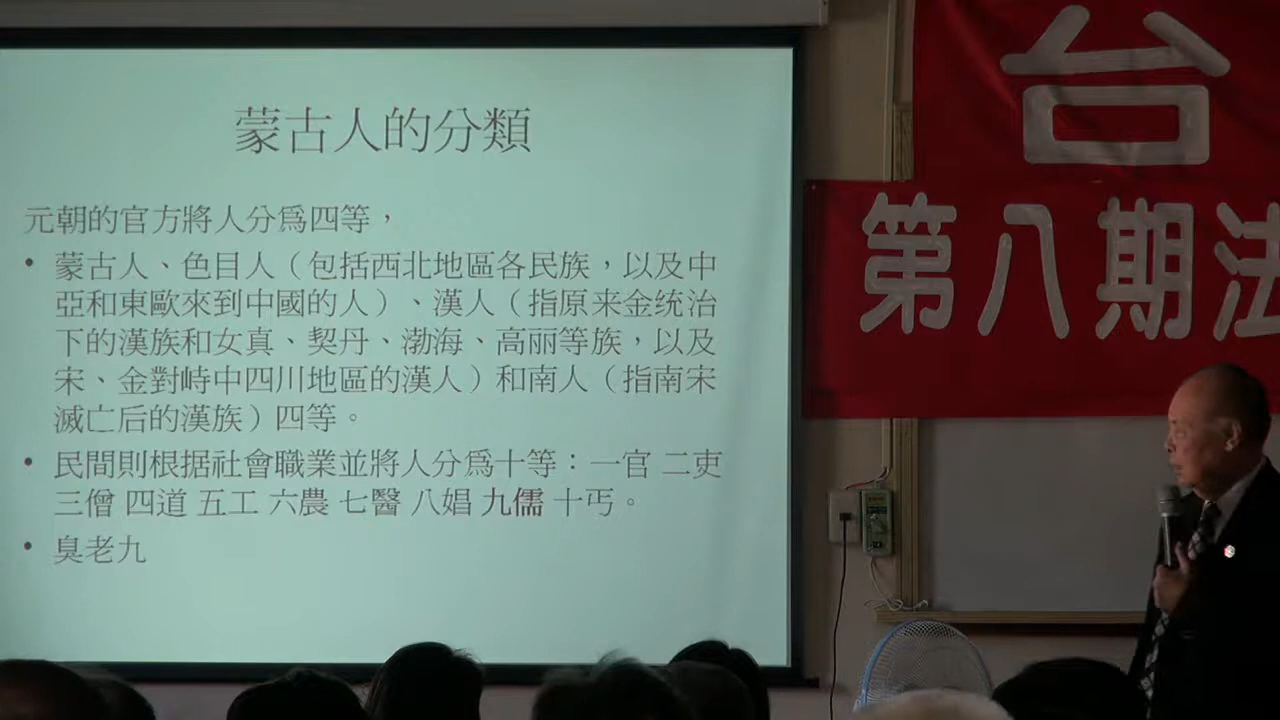 蒙古人的分類
元朝的官方將人分爲四等，
• 蒙古人、色目人（包括西北地區各民族，以及中
亞和東歐來到中國的人）、漢人（指原来金统治
下的漢族和女真、契丹、渤海、高丽等族，以及
宋、金對峙中四川地區的漢人）和南人（指南宋
滅亡后的漢族）四等。
• 民間則根据社會職業並將人分爲十等：一官 二吏
三僧 四道 五工 六農 七醫 八娼 九儒 十丐。
• 臭老九
台
第八期法